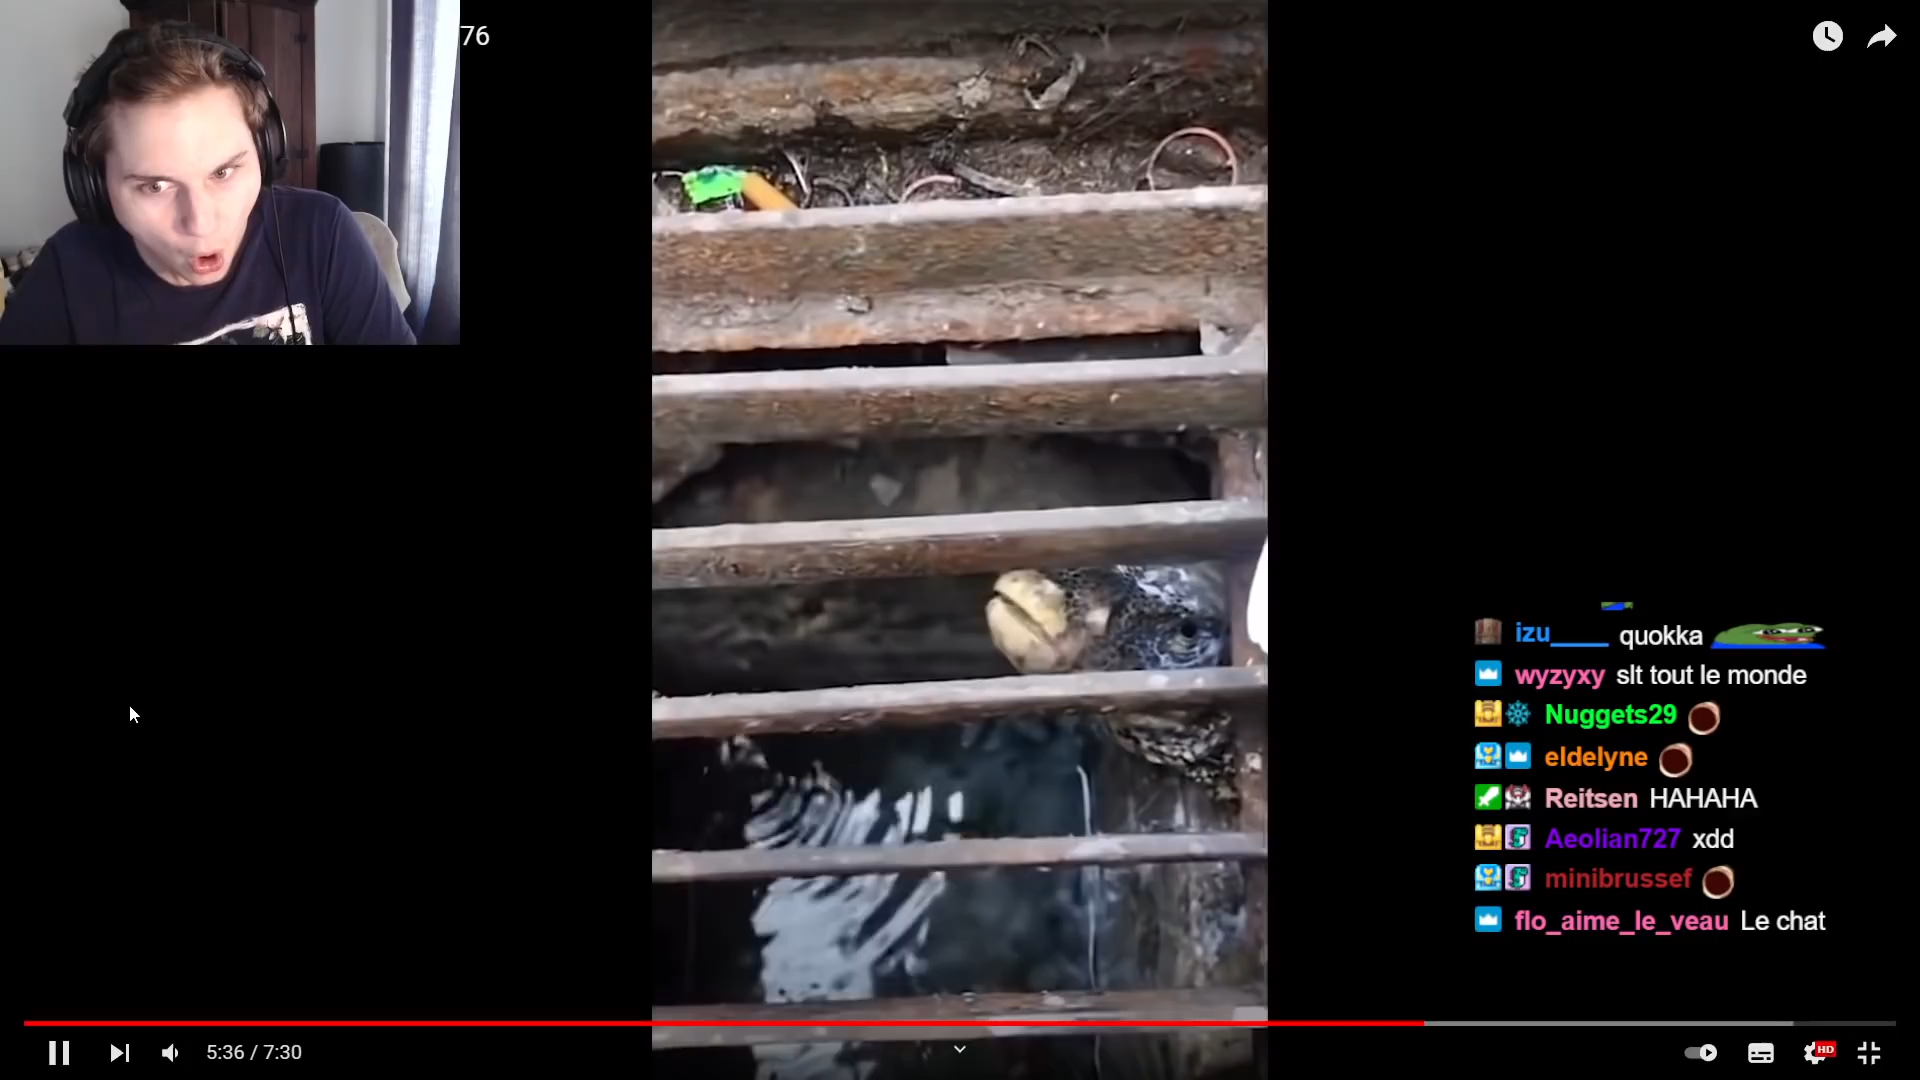 76
izu____ quokka
wyzyxy slt tout le monde
Nuggets29
eldelyne
Reitsen HAHAHA
Aeolian727 xdd
minibrussef
flo_aime_le_veau Le chat
5:36 / 7:30
HD